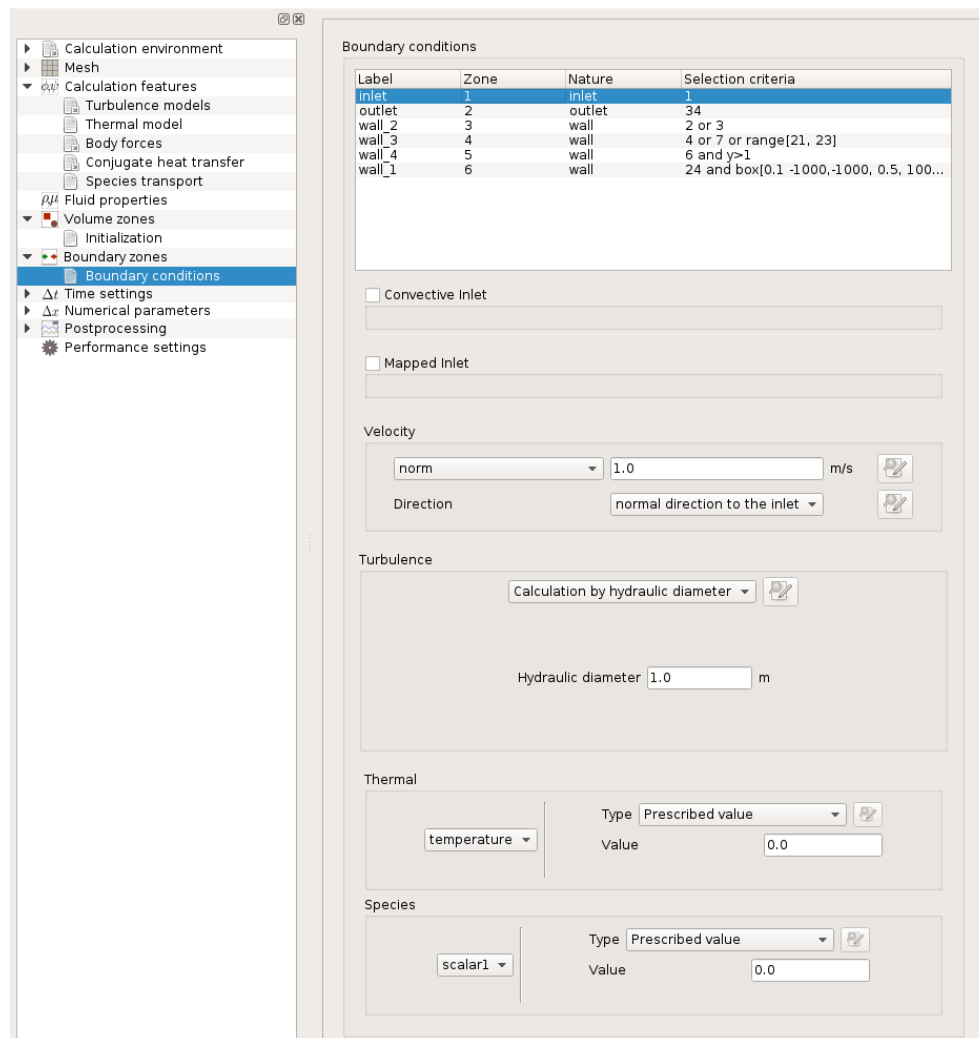 Calculation environment
Mesh
Calculation features
Turbulence models
Thermal model
Body forces
Conjugate heat transfer
Species transport
Fluid properties
Volume zones
Initialization
Boundary zones
Boundary conditions
Δt Time settings
Δx Numerical parameters
Postprocessing
Performance settings
Boundary conditions
Label Zone Nature Selection criteria
inlet 1 inlet 1
outlet 2 outlet 34
wall_2 3 wall 2 or 3
wall_3 4 wall 4 or 7 or range[21, 23]
wall_4 5 wall 6 and y>1
wall_1 6 wall 24 and box[0.1 -1000,-1000, 0.5, 100...
Convective Inlet
Mapped Inlet
Velocity
norm 1.0 m/s
Direction normal direction to the inlet
Turbulence
Calculation by hydraulic diameter
Hydraulic diameter 1.0 m
Thermal
Type Prescribed value
temperature
Value 0.0
Species
Type Prescribed value
scalar1
Value 0.0